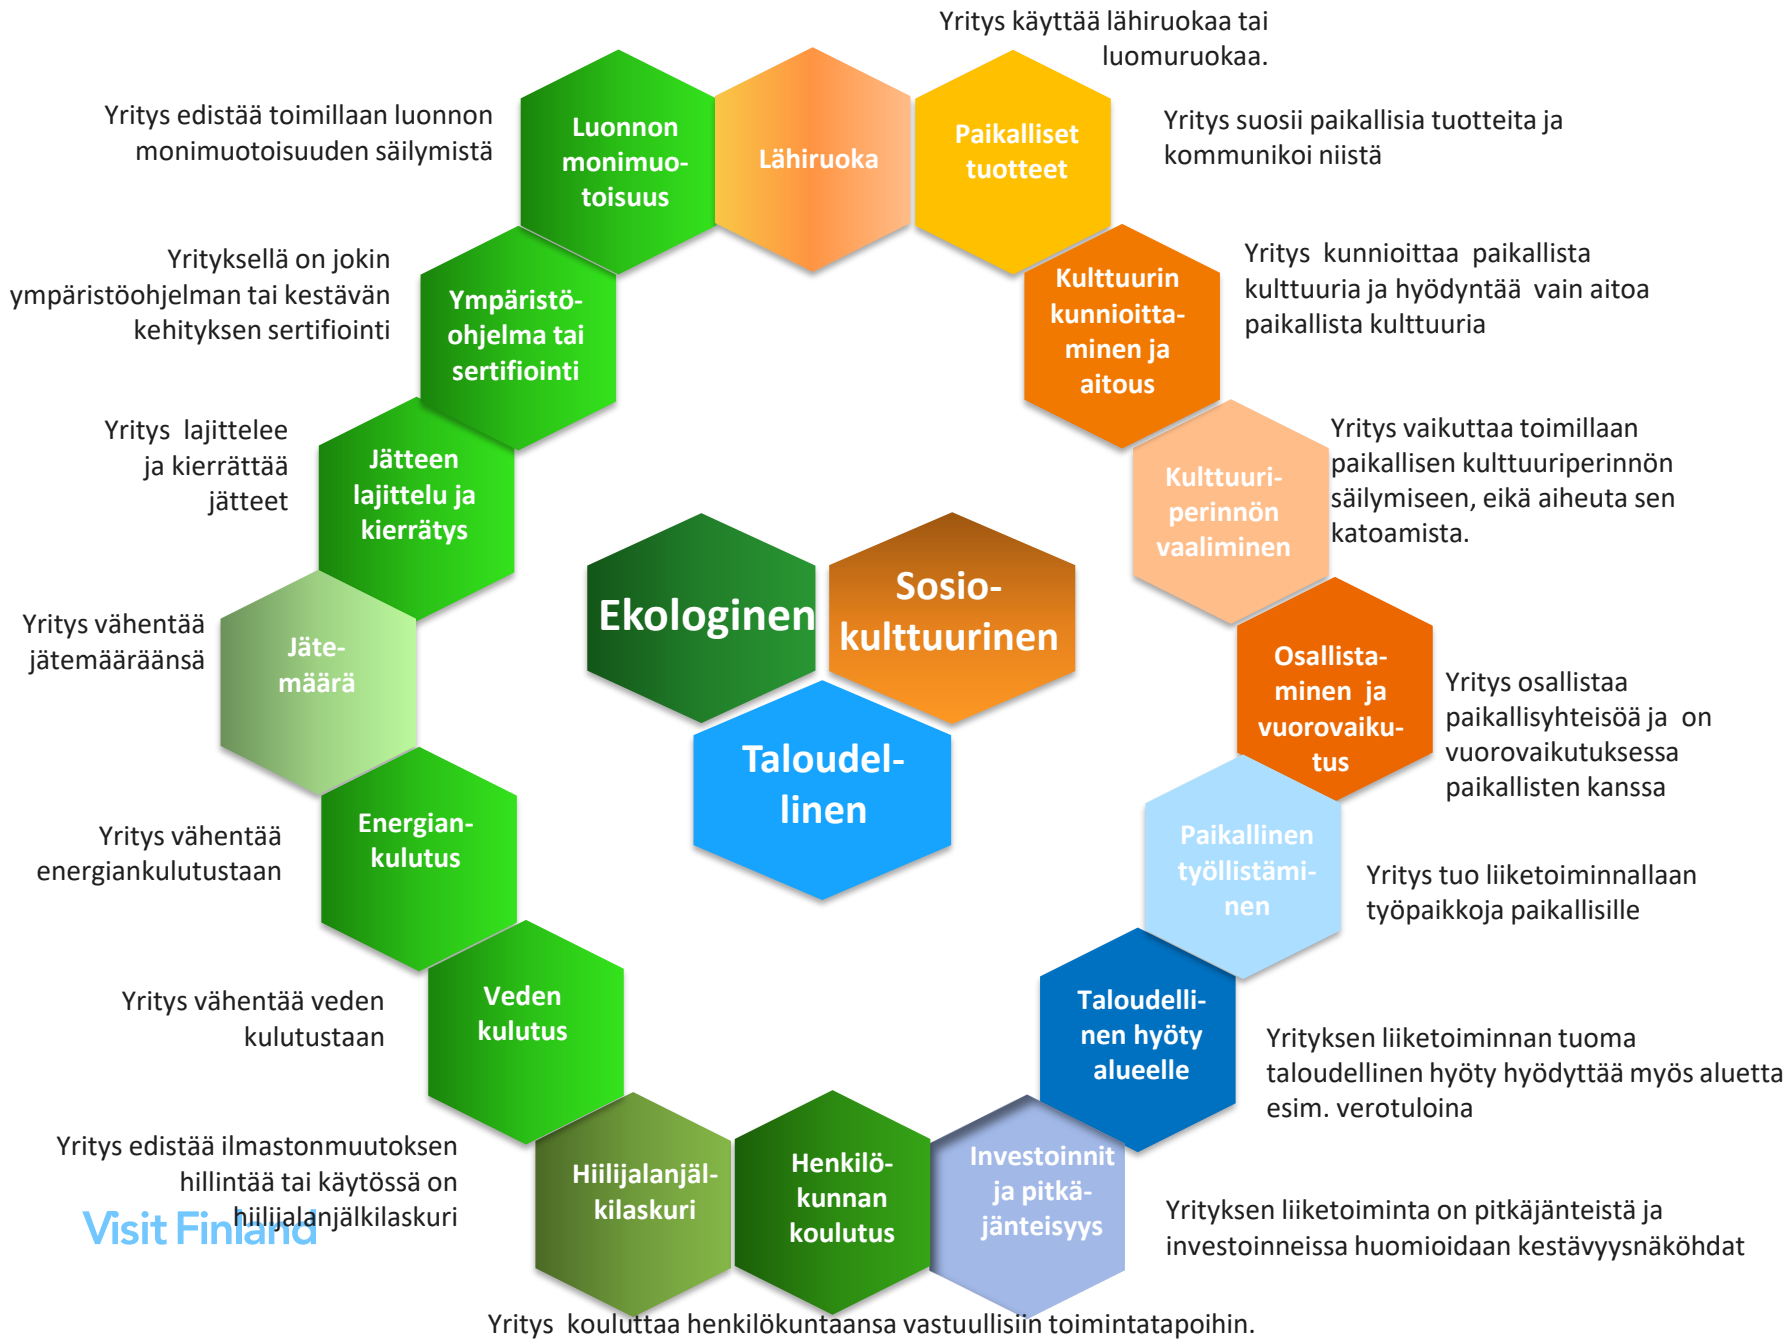 Yritys käyttää lähiruokaa tai
luomuruokaa.
Yritys edistää toimillaan luonnon
monimuotoisuuden säilymistä
Luonnon
monimuo-
toisuus
Lähiruoka
Paikalliset
tuotteet
Yritys suosii paikallisia tuotteita ja
kommunikoi niistä
Yrityksellä on jokin
ympäristöohjelman tai kestävän
kehityksen sertifiointi
Ympäristö-
ohjelma tai
sertifiointi
Kulttuurin
kunnioitta-
minen ja
aitous
Yritys kunnioittaa paikallista
kulttuuria ja hyödyntää vain aitoa
paikallista kulttuuria
Yritys lajittelee
ja kierrättää
jätteet
Jätteen
lajittelu ja
kierrätys
Kulttuuri-
perinnön
vaaliminen
Yritys vaikuttaa toimillaan
paikallisen kulttuuriperinnön
säilymiseen, eikä aiheuta sen
katoamista.
Ekologinen
Sosio-
kulttuurinen
Taloudel-
linen
Yritys vähentää
jätemääräänsä
Jäte-
määrä
Osallista-
minen ja
vuorovaiku-
tus
Yritys osallistaa
paikallisyhteisöä ja on
vuorovaikutuksessa
paikallisten kanssa
Yritys vähentää
energiankulutustaan
Energian-
kulutus
Paikallinen
työllistämi-
nen
Yritys tuo liiketoiminnallaan
työpaikkoja paikallisille
Yritys vähentää veden
kulutustaan
Veden
kulutus
Taloudelli-
nen hyöty
alueelle
Yrityksen liiketoiminnan tuoma
taloudellinen hyöty hyödyttää myös aluetta
esim. verotuloina
Yritys edistää ilmastonmuutoksen
hillintää tai käytössä on
hiilijalanjälkilaskuri
Visit Finland
Hiilijalanjäl-
kilaskuri
Henkilö-
kunnan
koulutus
Investoinnit
ja pitkä-
jänteisyys
Yrityksen liiketoiminta on pitkäjänteistä ja
investoinneissa huomioidaan kestävyysnäköhdat
Yritys kouluttaa henkilökuntaansa vastuullisiin toimintatapoihin.